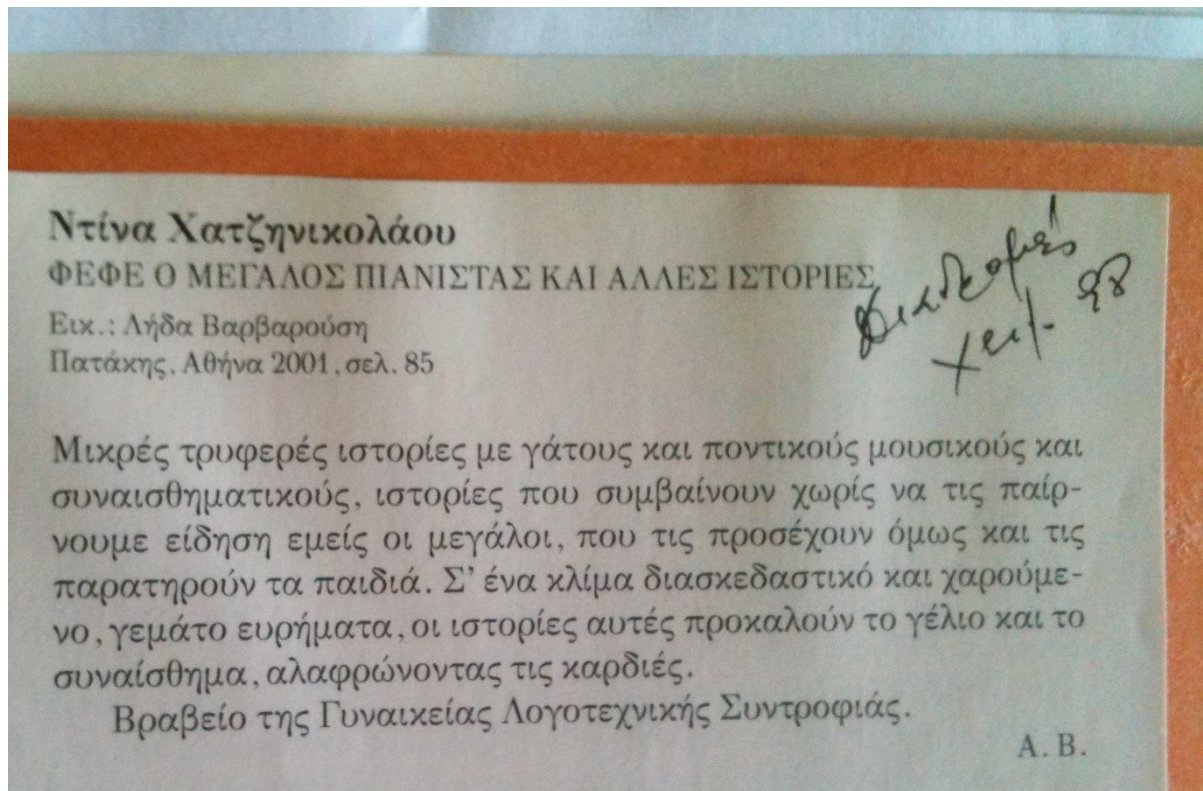 Ντίνα Χατζηνικολάου
ΦΕΦΕ Ο ΜΕΓΑΛΟΣ ΠΙΑΝΙΣΤΑΣ ΚΑΙ ΑΛΛΕΣ ΙΣΤΟΡΙΕΣ
Διαδρομές
χειμ. 98
Εικ.: Λήδα Βαρβαρούση
Πατάκης, Αθήνα 2001, σελ. 85
Μικρές τρυφερές ιστορίες με γάτους και ποντικούς μουσικούς και
συναισθηματικούς, ιστορίες που συμβαίνουν χωρίς να τις παίρ-
νουμε είδηση εμείς οι μεγάλοι, που τις προσέχουν όμως και τις
παρατηρούν τα παιδιά. Σ' ένα κλίμα διασκεδαστικό και χαρούμε-
νο, γεμάτο ευρήματα, οι ιστορίες αυτές προκαλούν το γέλιο και το
συναίσθημα, αλαφρώνοντας τις καρδιές.
Βραβείο της Γυναικείας Λογοτεχνικής Συντροφιάς.
Α. Β.